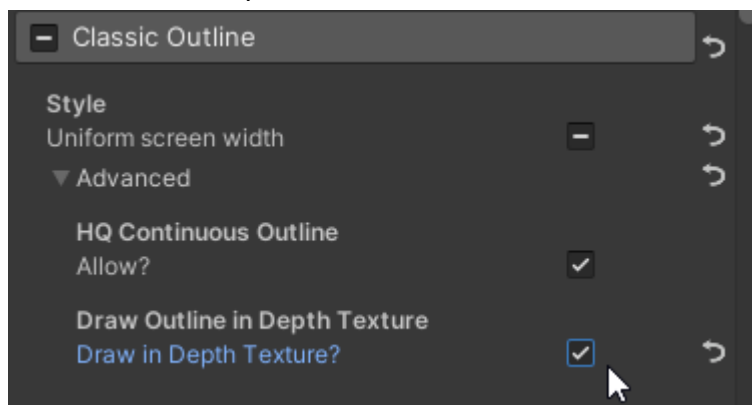 Classic Outline
Style
Uniform screen width
Advanced
HQ Continuous Outline
Allow?
Draw Outline in Depth Texture
Draw in Depth Texture?